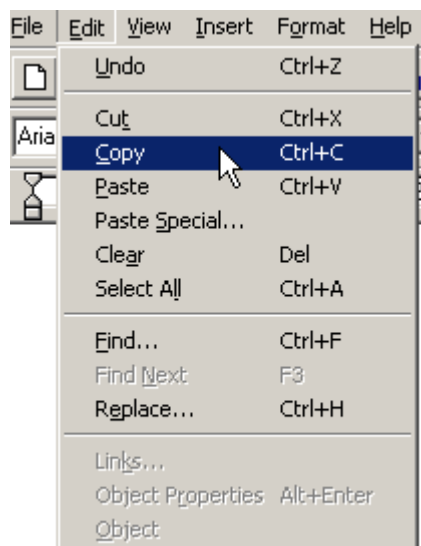 File Edit View Insert Format Help
Undo Ctrl+Z
Cut Ctrl+X
Aria
Copy Ctrl+C
Paste Ctrl+V
Paste Special...
Clear Del
Select All Ctrl+A
Find... Ctrl+F
Find Next F3
Replace... Ctrl+H
Links...
Object Properties Alt+Enter
Object